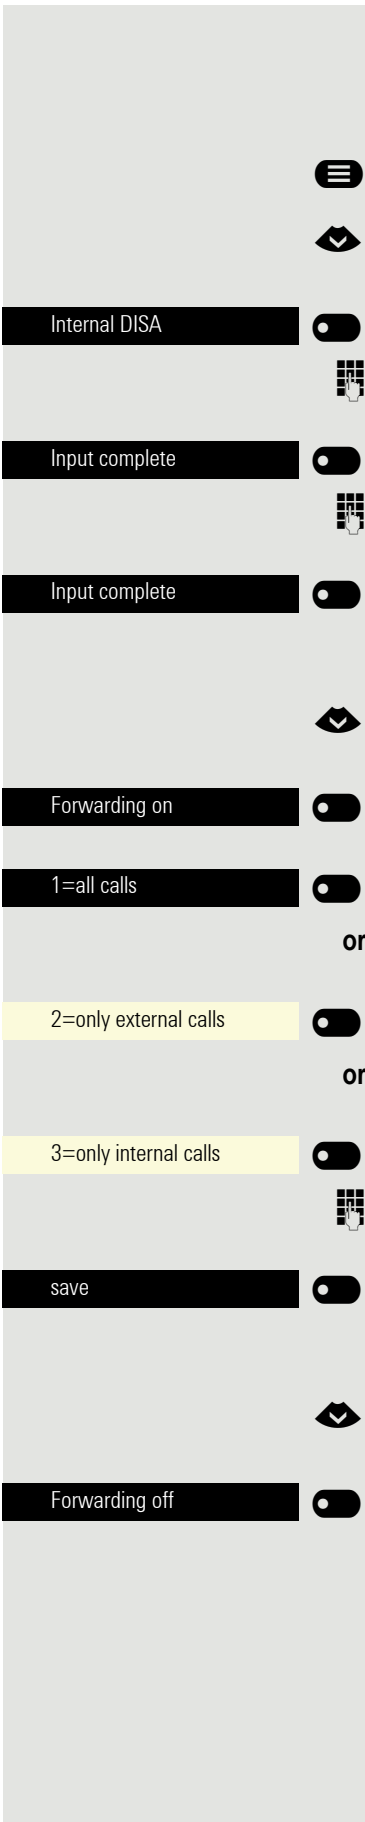 Internal DISA
Input complete
Input complete
Forwarding on
1=all calls
or
2=only external calls
or
3=only internal calls
save
Forwarding off